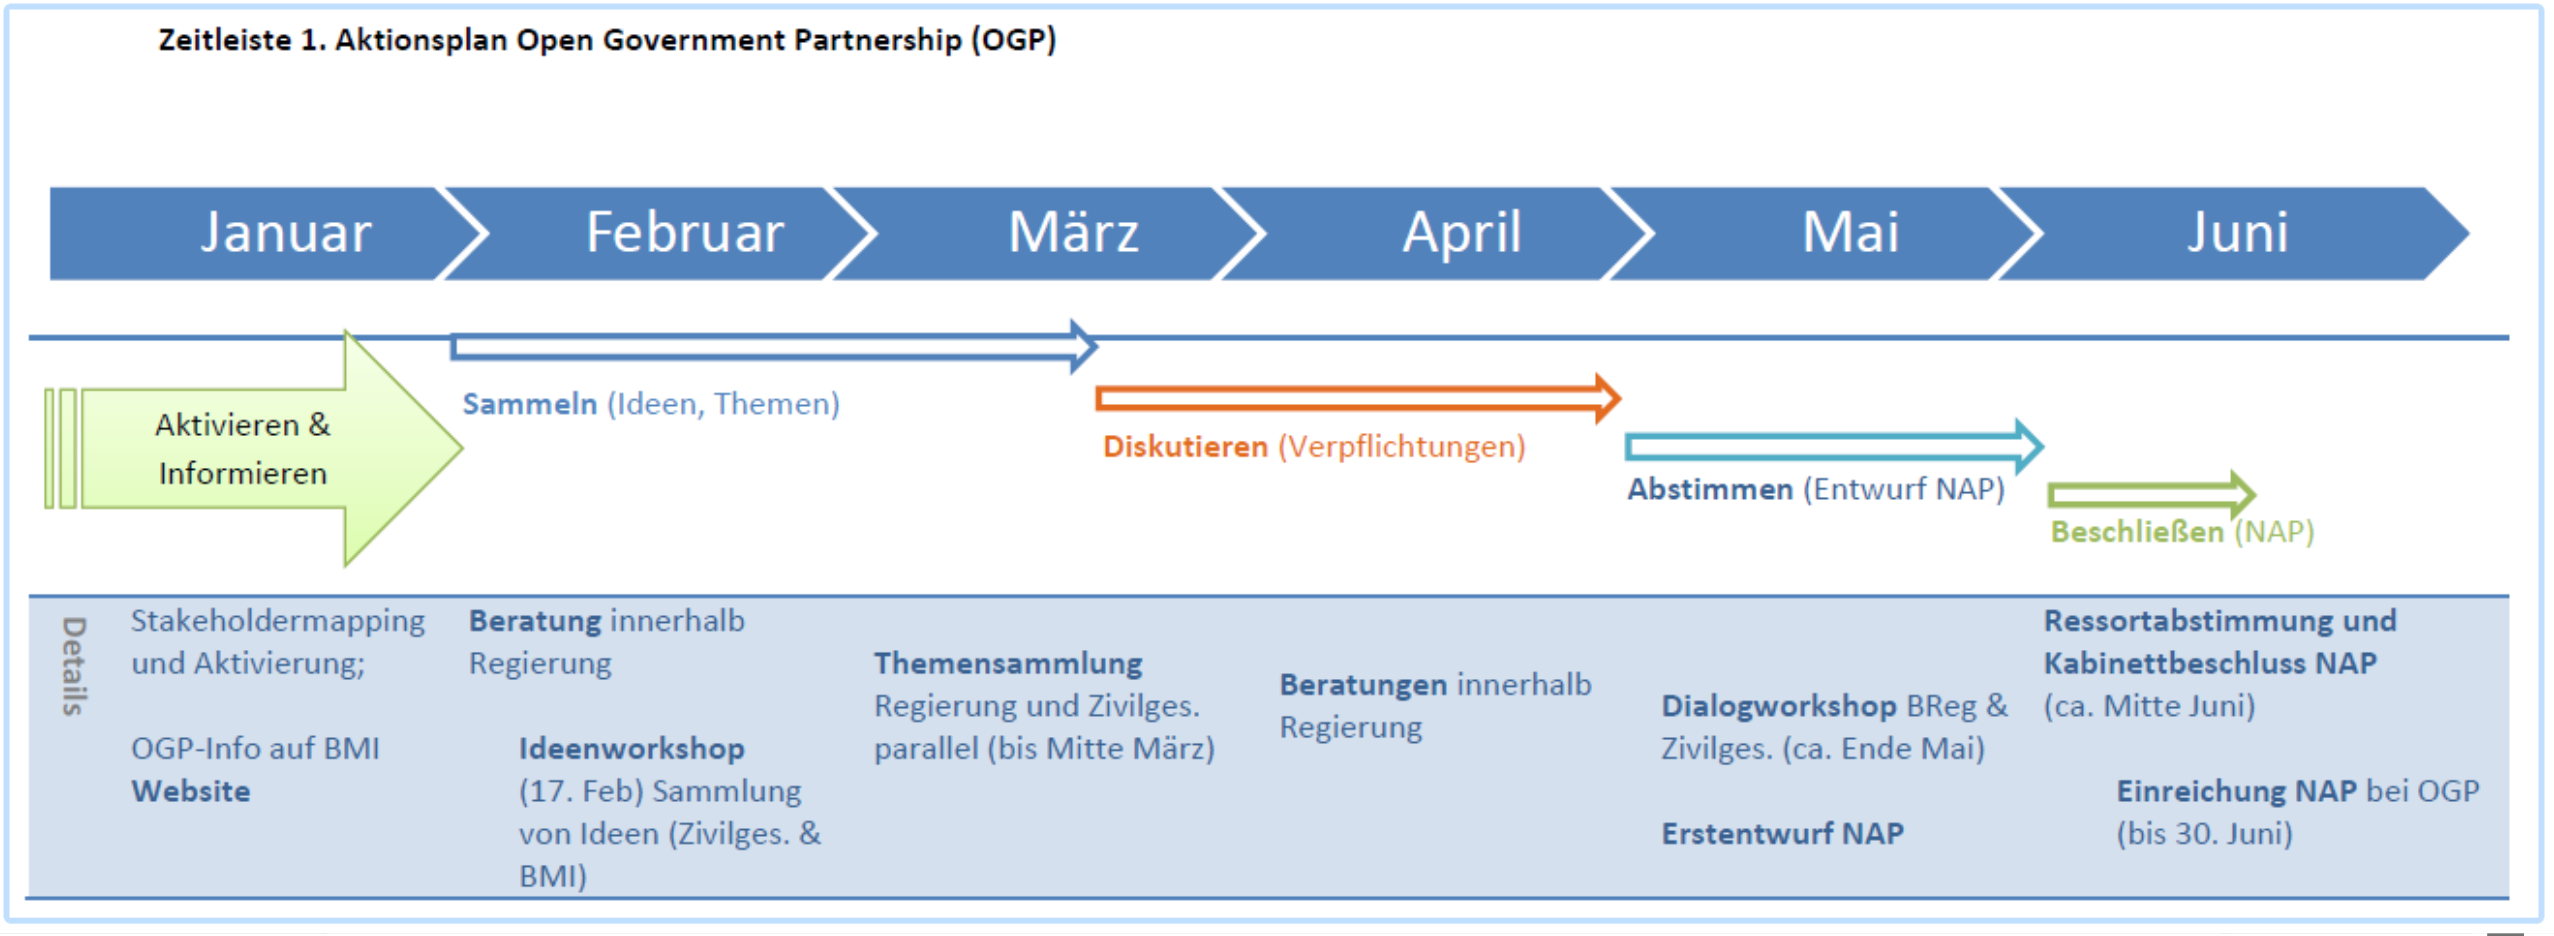 Zeitleiste 1. Aktionsplan Open Government Partnership (OGP)
Januar
Februar
März
April
Mai
Juni
Aktivieren &
Informieren
Sammeln (Ideen, Themen)
Diskutieren (Verpflichtungen)
Abstimmen (Entwurf NAP)
Beschließen (NAP)
Details
Stakeholdermapping
und Aktivierung;
OGP-Info auf BMI
Website
Beratung innerhalb
Regierung
Ideenworkshop
(17. Feb) Sammlung
von Ideen (Zivilges. &
BMI)
Themensammlung
Regierung und Zivilges.
parallel (bis Mitte März)
Beratungen innerhalb
Regierung
Dialogworkshop BReg &
Zivilges. (ca. Ende Mai)
Erstentwurf NAP
Ressortabstimmung und
Kabinettbeschluss NAP
(ca. Mitte Juni)
Einreichung NAP bei OGP
(bis 30. Juni)